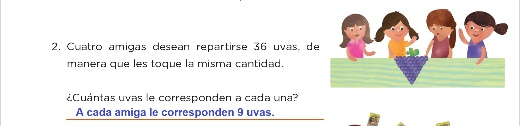 2. Cuatro amigas desean repartirse 36 uvas, de
manera que les toque la misma cantidad.
¿Cuántas uvas le corresponden a cada una?
A cada amiga le corresponden 9 uvas.